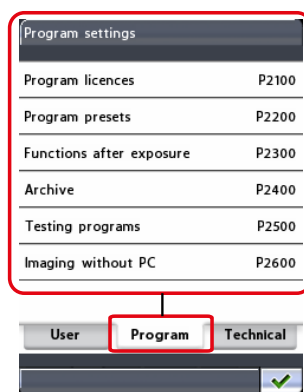 Program settings
Program licences P2100
Program presets P2200
Functions after exposure P2300
Archive P2400
Testing programs P2500
Imaging without PC P2600
User Program Technical